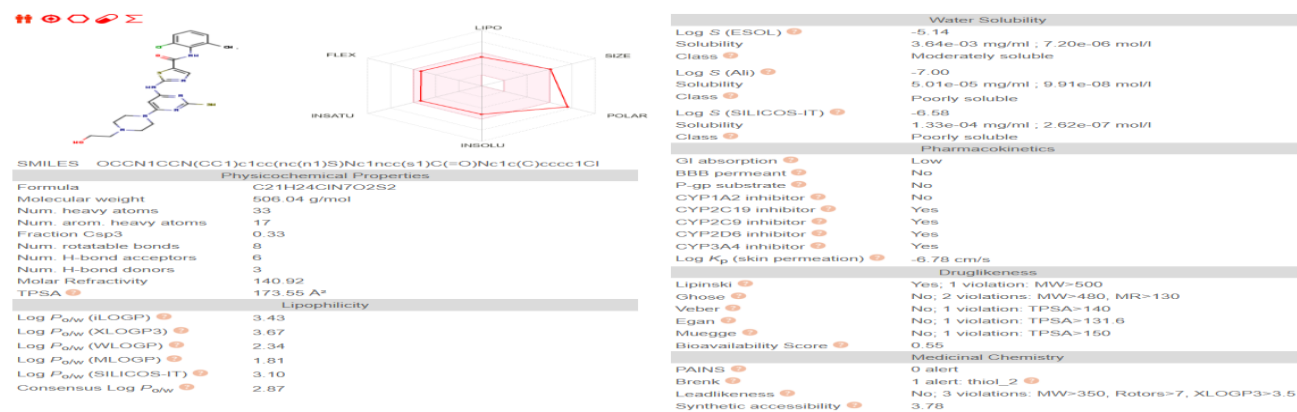 LIPO
FLEX
SIZE
INSATU
POLAR
INSOLU
SMILES OCCN1CCN(CC1)c1cc(nc(n1)S)Nc1ncc(s1)C(=O)Nc1c(C)cccc1Cl
Physicochemical Properties
Formula C21H24ClN7O2S2
Molecular weight 506.04 g/mol
Num. heavy atoms 33
Num. arom. heavy atoms 17
Fraction Csp3 0.33
Num. rotatable bonds 8
Num. H-bond acceptors 6
Num. H-bond donors 3
Molar Refractivity 140.92
TPSA 173.55 Å²
Lipophilicity
Log Po/w (iLOGP) 3.43
Log Po/w (XLOGP3) 3.67
Log Po/w (WLOGP) 2.34
Log Po/w (MLOGP) 1.81
Log Po/w (SILICOS-IT) 3.10
Consensus Log Po/w 2.87
Water Solubility
Log S (ESOL) -5.14
Solubility 3.64e-03 mg/ml ; 7.20e-06 mol/l
Class Moderately soluble
Log S (Ali) -7.00
Solubility 5.01e-05 mg/ml ; 9.91e-08 mol/l
Class Poorly soluble
Log S (SILICOS-IT) -6.58
Solubility 1.33e-04 mg/ml ; 2.62e-07 mol/l
Class Poorly soluble
Pharmacokinetics
GI absorption Low
BBB permeant No
P-gp substrate No
CYP1A2 inhibitor No
CYP2C19 inhibitor Yes
CYP2C9 inhibitor Yes
CYP2D6 inhibitor Yes
CYP3A4 inhibitor Yes
Log Kp (skin permeation) -6.78 cm/s
Druglikeness
Lipinski Yes; 1 violation: MW>500
Ghose No; 2 violations: MW>480, MR>130
Veber No; 1 violation: TPSA>140
Egan No; 1 violation: TPSA>131.6
Muegge No; 1 violation: TPSA>150
Bioavailability Score 0.55
Medicinal Chemistry
PAINS 0 alert
Brenk 1 alert: thiol_2
Leadlikeness No; 3 violations: MW>350, Rotors>7, XLOGP3>3.5
Synthetic accessibility 3.78